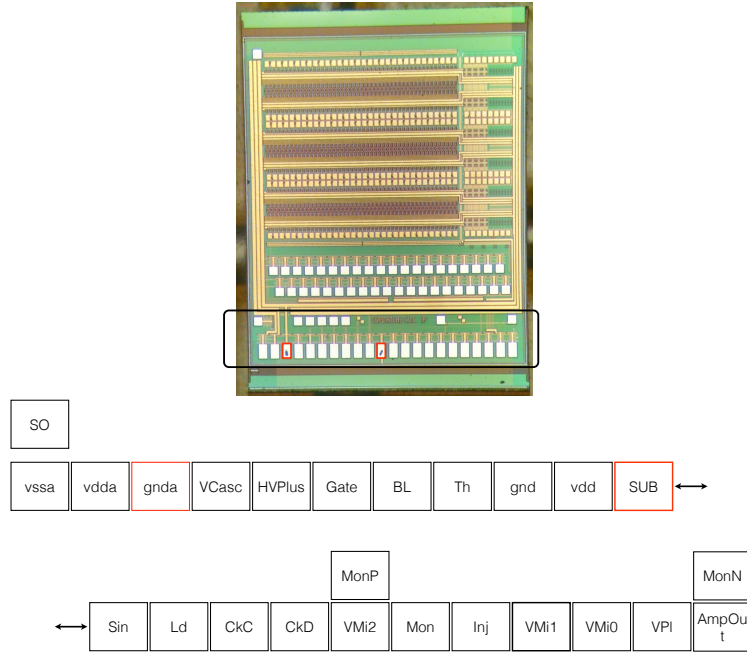 SO
vssa vdda gnda VCasc HVPlus Gate BL Th gnd vdd SUB
MonP MonN
Sin Ld CkC CkD VMi2 Mon Inj VMi1 VMi0 VPl AmpOu
t